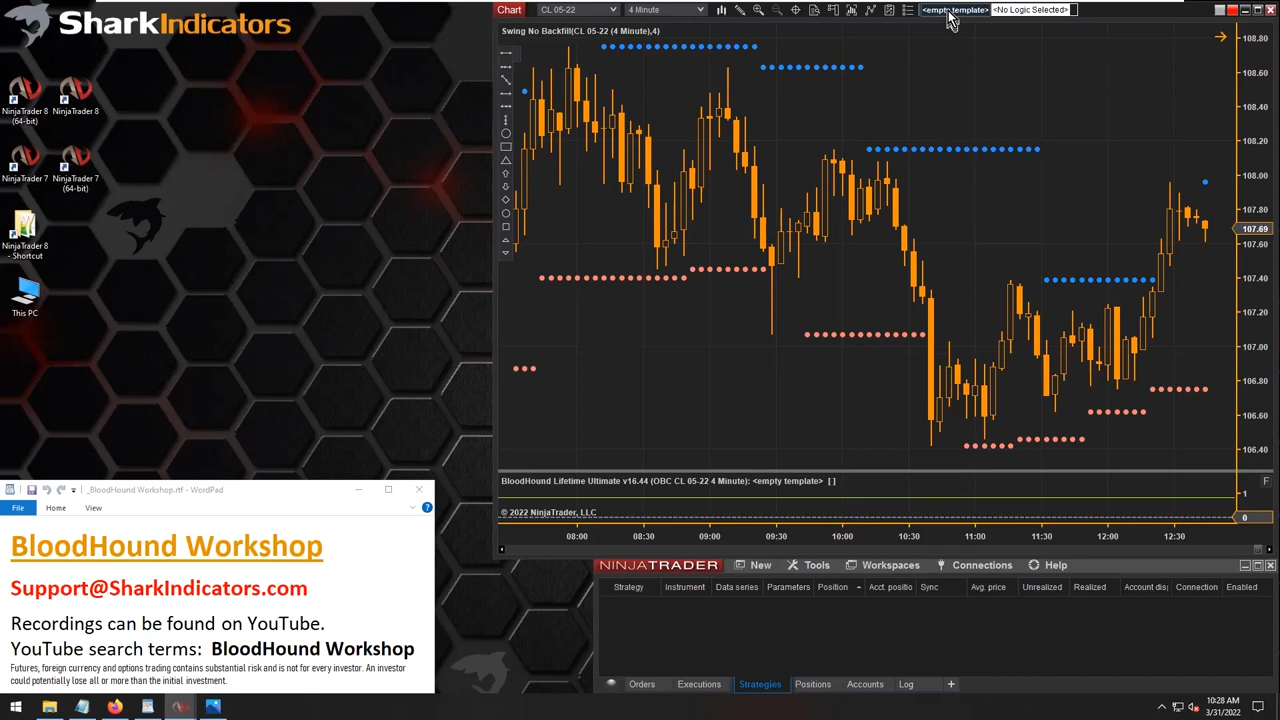 SharkIndicators
NinjaTrader 8
(64-bit)
NinjaTrader 8
NinjaTrader 7
NinjaTrader 7
(64-bit)
NinjaTrader 8
- Shortcut
This PC
Chart CL 05-22 4 Minute <empty template> <No Logic Selected>
Swing No Backfill(CL 05-22 (4 Minute),4)
108.80
108.60
108.40
108.20
108.00
107.80
107.69
107.60
107.40
107.20
107.00
106.80
106.60
106.40
BloodHound Lifetime Ultimate v16.44 (OBC CL 05-22 4 Minute): <empty template> [ ]
F
1
© 2022 NinjaTrader, LLC
0
08:00 08:30 09:00 09:30 10:00 10:30 11:00 11:30 12:00 12:30
_BloodHound Workshop.rtf - WordPad
File Home View
BloodHound Workshop
Support@SharkIndicators.com
Recordings can be found on YouTube.
YouTube search terms: BloodHound Workshop
Futures, foreign currency and options trading contains substantial risk and is not for every investor. An investor
could potentially lose all or more than the initial investment.
NINJATRADER New Tools Workspaces Connections Help
Strategy Instrument Data series Parameters Position Acct. positio Sync Avg. price Unrealized Realized Account disp Connection Enabled
Orders Executions Strategies Positions Accounts Log +
10:28 AM
3/31/2022